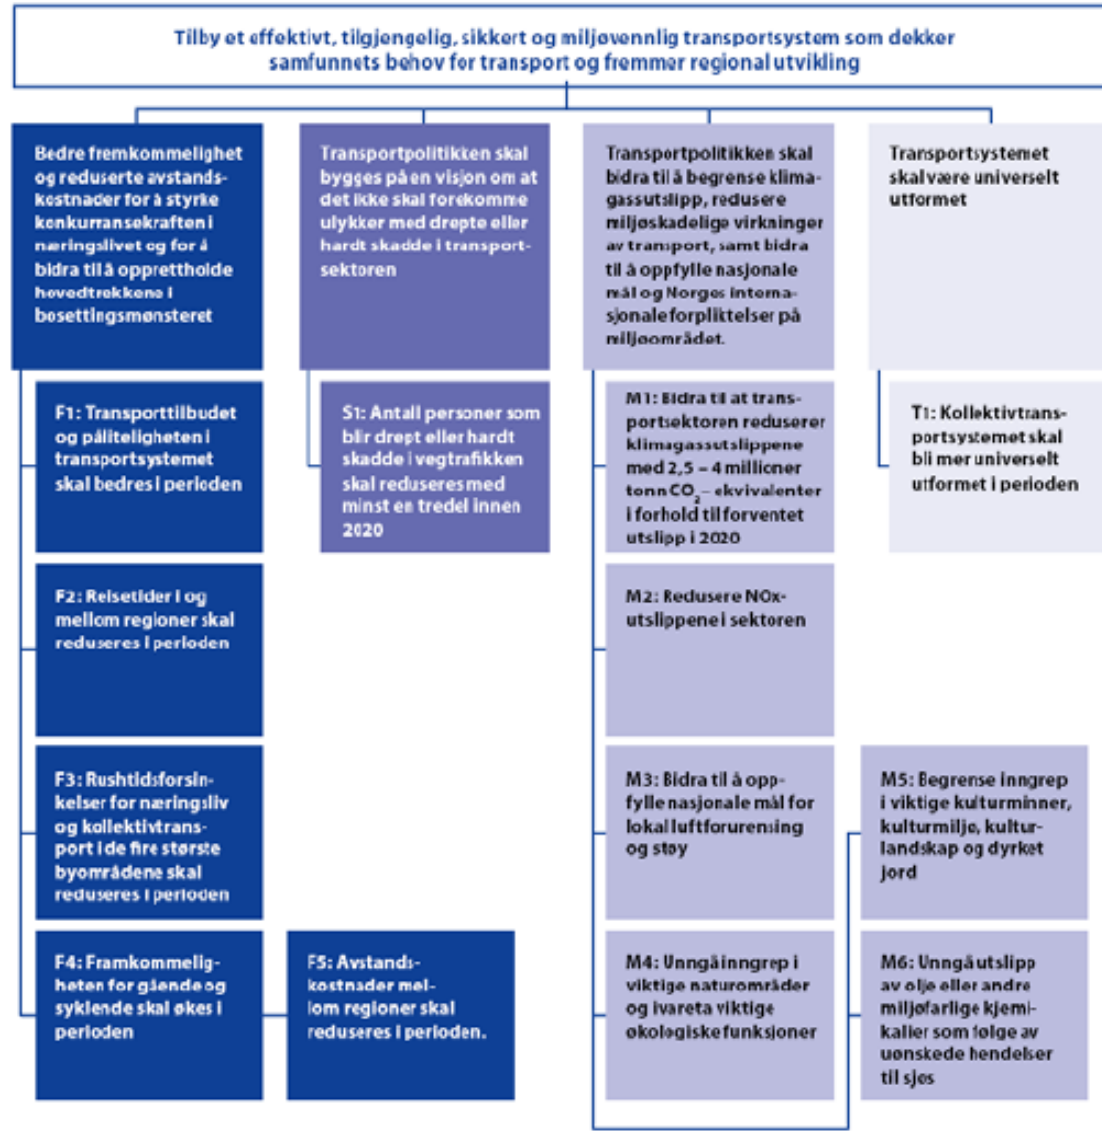 Tilby et effektivt, tilgjengelig, sikkert og miljøvennlig transportsystem som dekker
samfunnets behov for transport og fremmer regional utvikling
Bedre fremkommelighet
og reduserte avstands-
kostnader for å styrke
konkurransekraften i
næringslivet og for å
bidra til å opprettholde
hovedtrekkene i
bosettingsmønsteret
Transportpolitikken skal
bygges på en visjon om at
det ikke skal forekomme
ulykker med drepte eller
hardt skadde i transport-
sektoren
Transportpolitikken skal
bidra til å begrense klima-
gassutslipp, redusere
miljøskadelige virkninger
av transport, samt bidra
til å oppfylle nasjonale
mål og Norges interna-
sjonale forpliktelser på
miljøområdet.
Transportsystemet
skal være universelt
utformet
F1: Transporttilbudet
og påliteligheten i
transportsystemet
skal bedres i perioden
S1: Antall personer som
blir drept eller hardt
skadde i vegtrafikken
skal reduseres med
minst en tredel innen
2020
M1: Bidra til at trans-
portsektoren reduserer
klimagassutslippene
med 2,5 – 4 millioner
tonn CO₂– ekvivalenter
i forhold til forventet
utslipp i 2020
T1: Kollektivtrans-
portsystemet skal
bli mer universelt
utformet i perioden
F2: Reisetider i og
mellom regioner skal
reduseres i perioden
M2: Redusere NOx-
utslippene i sektoren
F3: Rushtidsforsin-
kelser for næringsliv
og kollektivtrans-
port i de fire største
byområdene skal
reduseres i perioden
M3: Bidra til å opp-
fylle nasjonale mål for
lokal luftforurensing
og støy
M5: Begrense inngrep
i viktige kulturminner,
kulturmiljø, kultur-
landskap og dyrket
jord
F4: Framkommelig-
heten for gående og
syklende skal økes i
perioden
F5: Avstands-
kostnader mel-
lom regioner skal
reduseres i perioden.
M4: Unngå inngrep i
viktige naturområder
og ivareta viktige
økologiske funksjoner
M6: Unngå utslipp
av olje eller andre
miljøfarlige kjemi-
kalier som følge av
uønskede hendelser
til sjøs